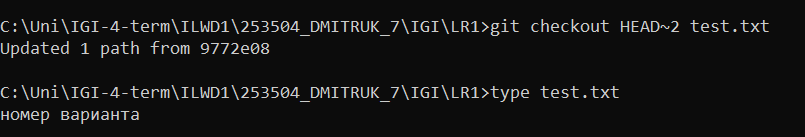 C:\Uni\IGI-4-term\ILWD1\253504_DMITRUK_7\IGI\LR1>git checkout HEAD~2 test.txt
Updated 1 path from 9772e08
C:\Uni\IGI-4-term\ILWD1\253504_DMITRUK_7\IGI\LR1>type test.txt
номер варианта